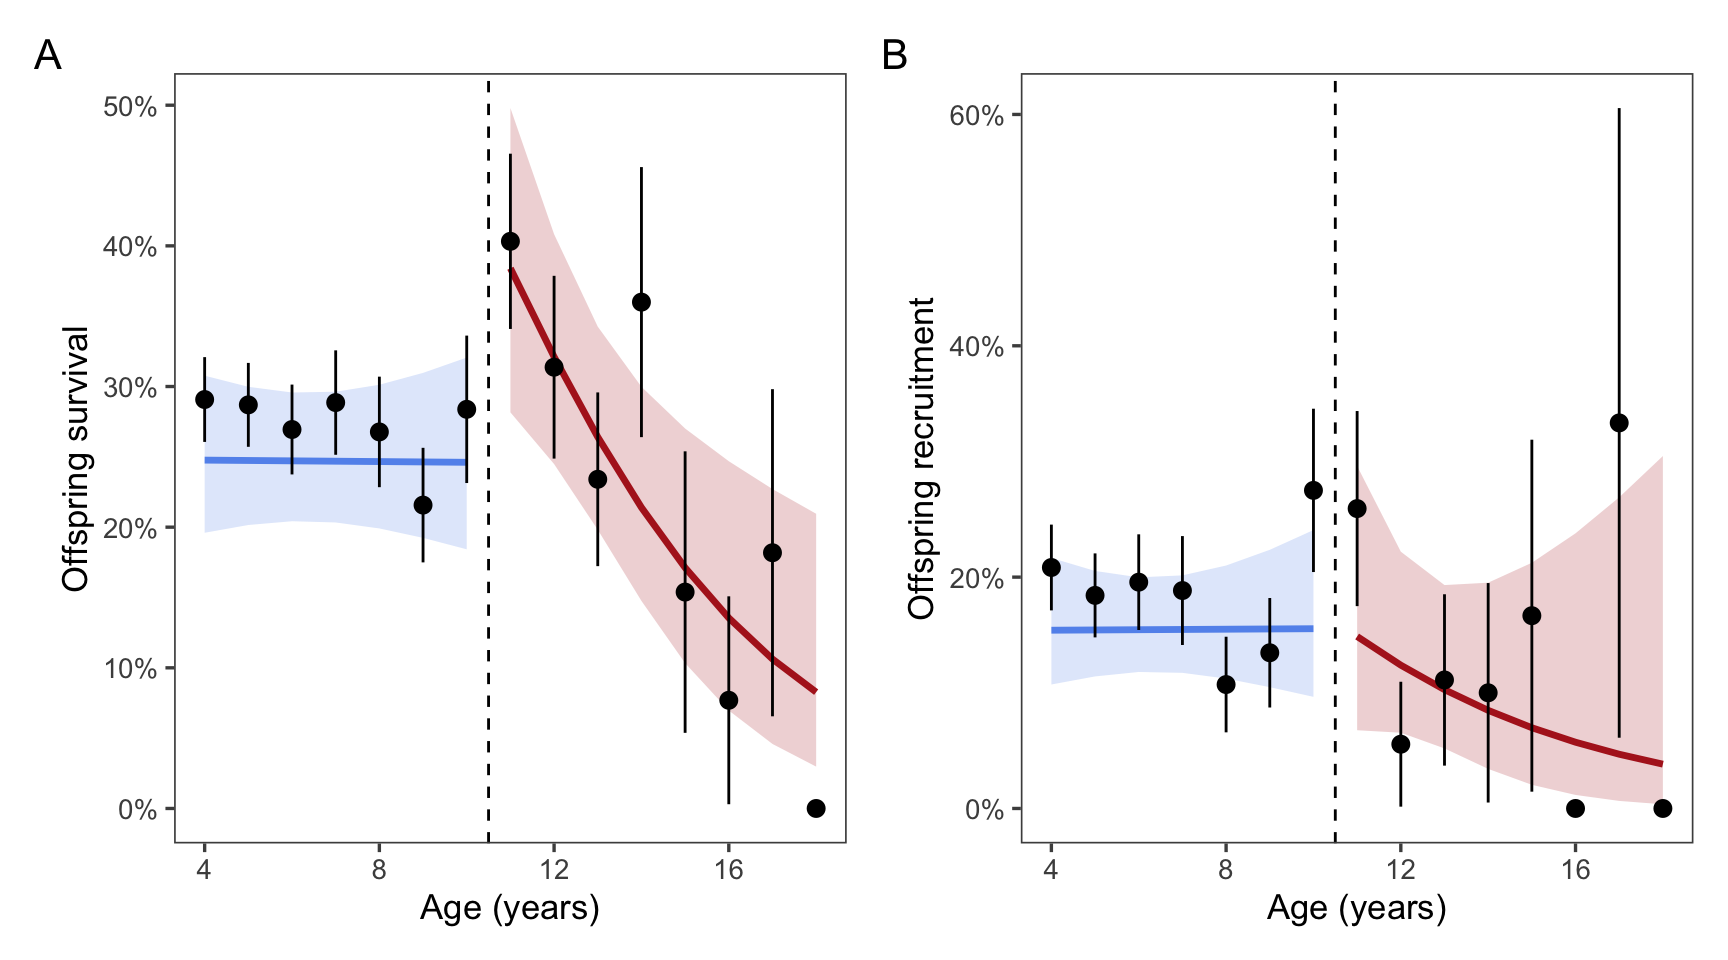 A
50%
40%
30%
20%
10%
0%
Offspring survival
4 8 12 16
Age (years)
B
60%
40%
20%
0%
Offspring recruitment
4 8 12 16
Age (years)